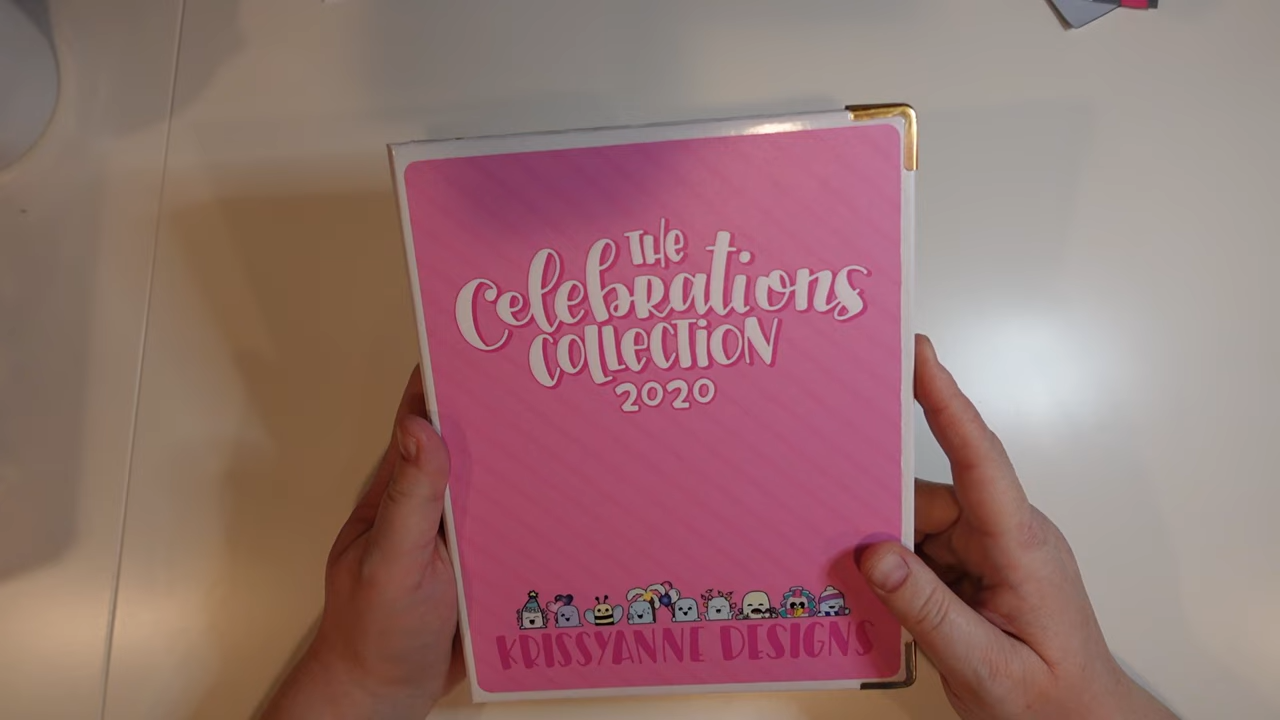 THE
Celebrations
COLLECTION
2020
KRISSYANNE DESIGNS